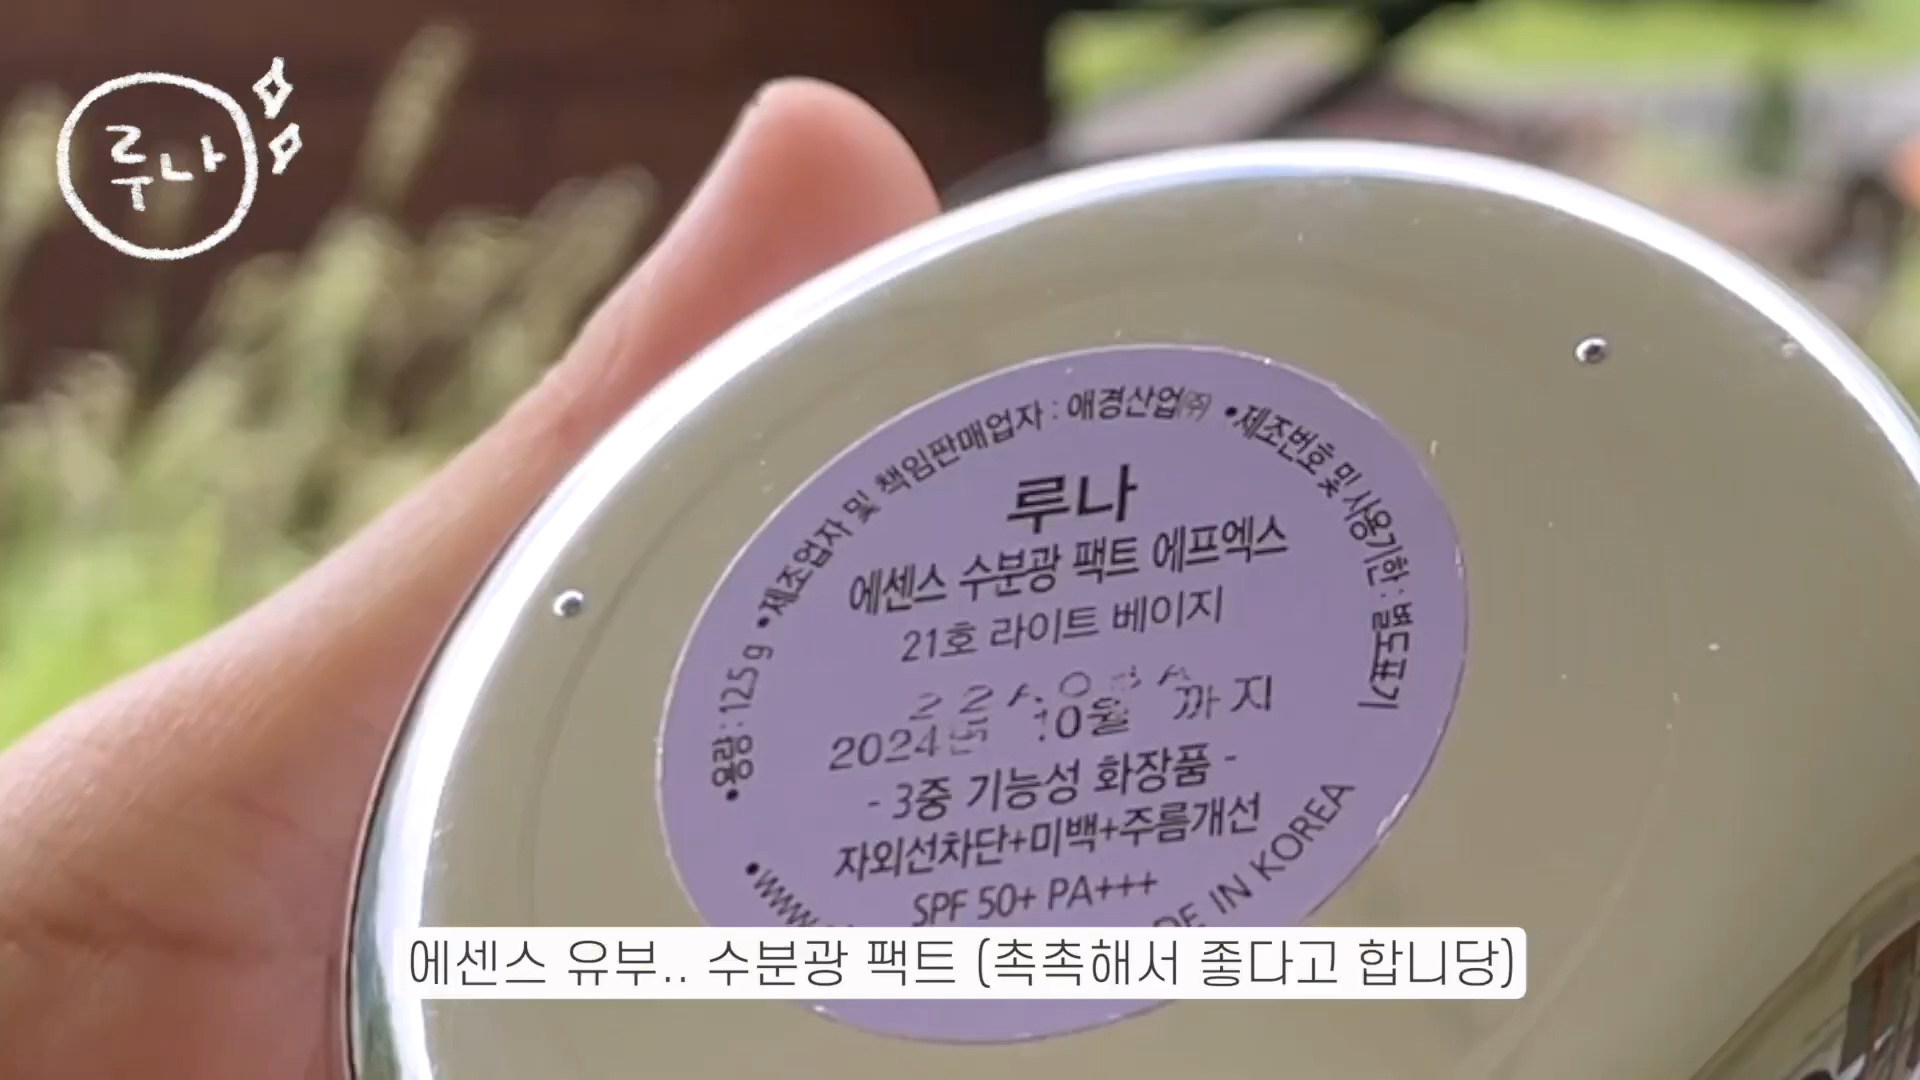 루나
•용량 : 12.5 g •제조업자 및 책임판매업자 : 애경산업㈜ •제조번호 및 사용기한 : 별도표기
루나
에센스 수분광 팩트 에프엑스
21호 라이트 베이지
2024년 10월 까지
- 3중 기능성 화장품 -
자외선차단+미백+주름개선
SPF 50+ PA+++
IN KOREA
에센스 유부.. 수분광 팩트 (촉촉해서 좋다고 합니당)